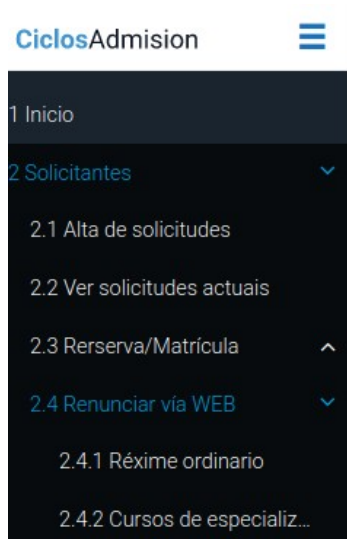 CiclosAdmision
1 Inicio
2 Solicitantes
2.1 Alta de solicitudes
2.2 Ver solicitudes actuais
2.3 Rerserva/Matrícula
2.4 Renunciar vía WEB
2.4.1 Réxime ordinario
2.4.2 Cursos de especializ...